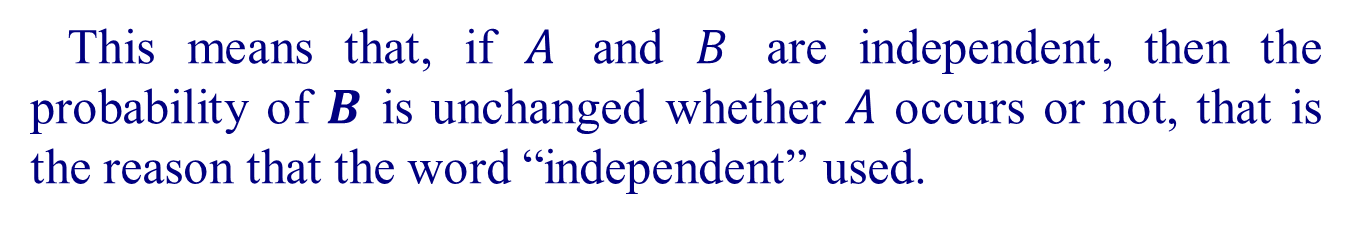 This means that, if A and B are independent, then the
probability of B is unchanged whether A occurs or not, that is
the reason that the word “independent” used.